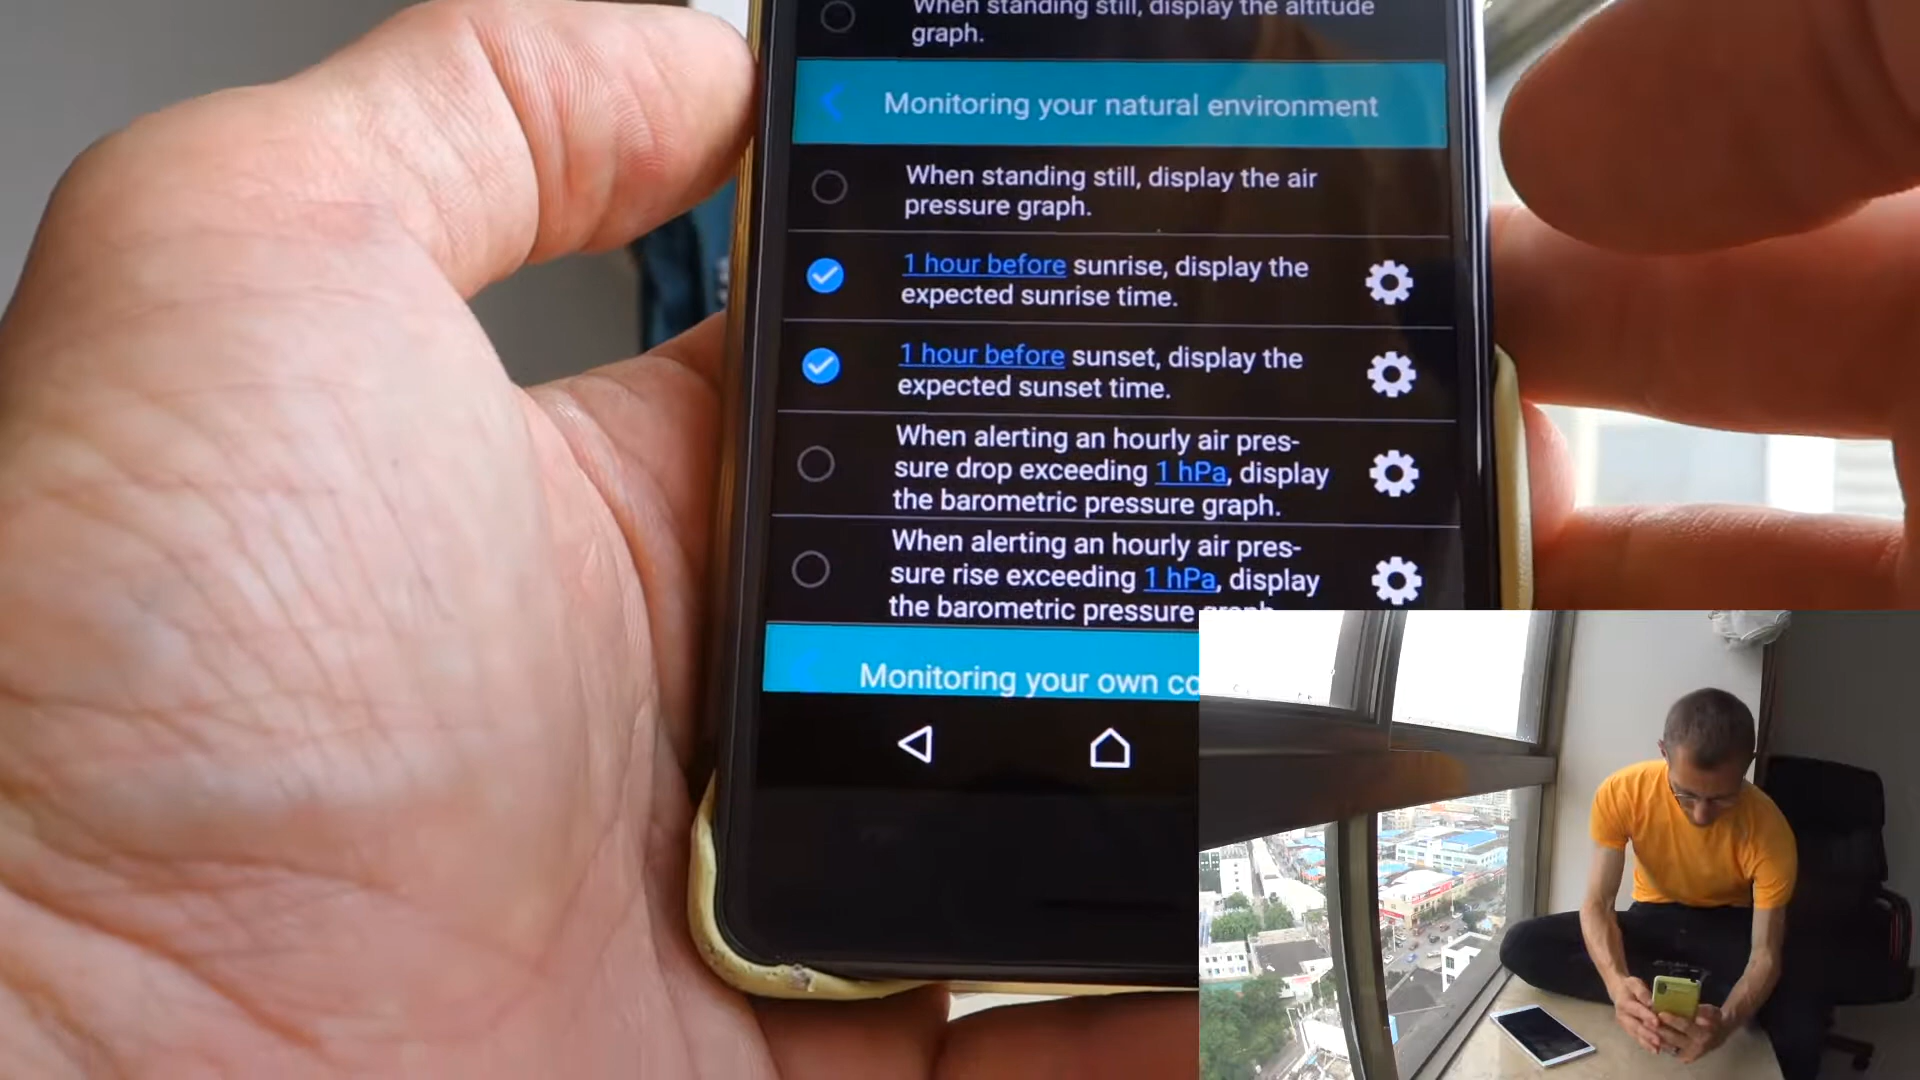 When standing still, display the altitude
graph.
Monitoring your natural environment
When standing still, display the air
pressure graph.
1 hour before sunrise, display the
expected sunrise time.
1 hour before sunset, display the
expected sunset time.
When alerting an hourly air pres-
sure drop exceeding 1 hPa, display
the barometric pressure graph.
When alerting an hourly air pres-
sure rise exceeding 1 hPa, display
the barometric pressure graph.
Monitoring your own co